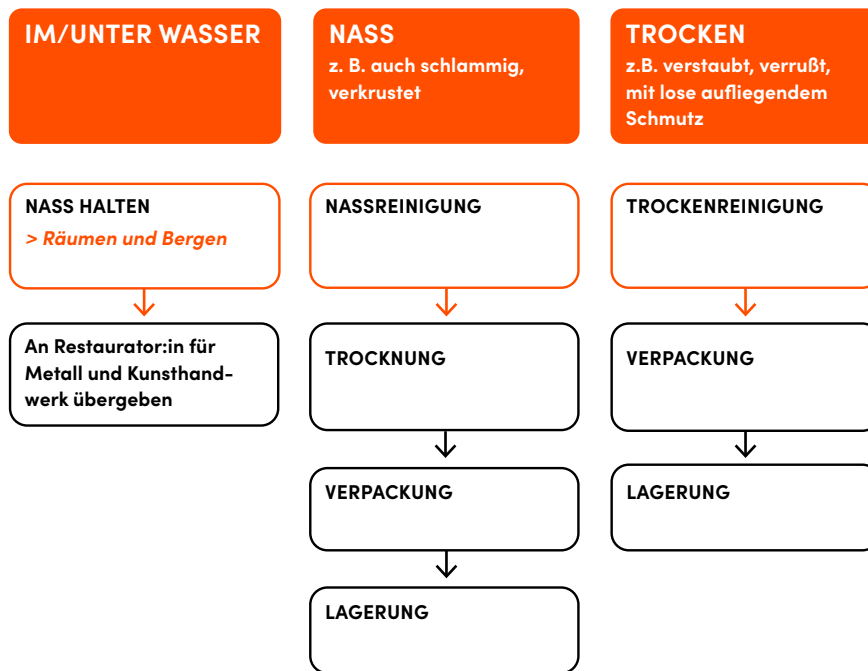 IM/UNTER WASSER
NASS
z. B. auch schlammig,
verkrustet
TROCKEN
z.B. verstaubt, verrußt,
mit lose aufliegendem
Schmutz
NASS HALTEN
> Räumen und Bergen
An Restaurator:in für
Metall und Kunsthand-
werk übergeben
NASSREINIGUNG
TROCKNUNG
VERPACKUNG
LAGERUNG
TROCKENREINIGUNG
VERPACKUNG
LAGERUNG